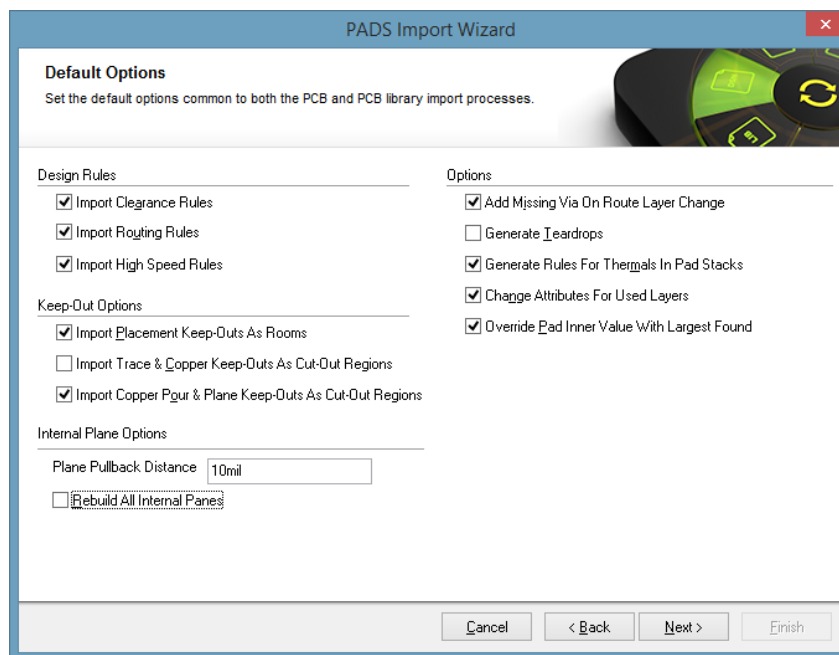 PADS Import Wizard
Default Options
Set the default options common to both the PCB and PCB library import processes.
Design Rules
Import Clearance Rules
Import Routing Rules
Import High Speed Rules
Keep-Out Options
Import Placement Keep-Outs As Rooms
Import Trace & Copper Keep-Outs As Cut-Out Regions
Import Copper Pour & Plane Keep-Outs As Cut-Out Regions
Internal Plane Options
Plane Pullback Distance 10mil
Rebuild All Internal Panes
Options
Add Missing Via On Route Layer Change
Generate Teardrops
Generate Rules For Thermals In Pad Stacks
Change Attributes For Used Layers
Override Pad Inner Value With Largest Found
Cancel < Back Next > Finish